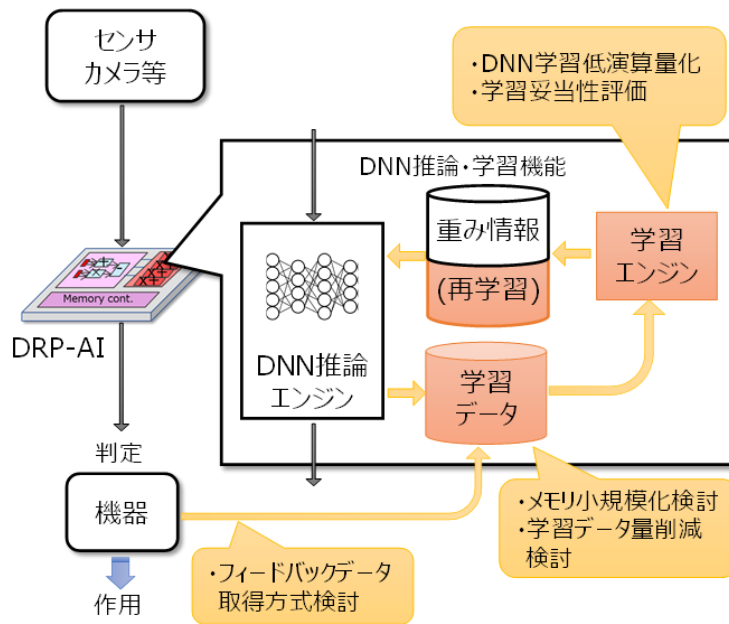 センサ
カメラ等
・DNN学習低演算量化
・学習妥当性評価
DNN推論・学習機能
重み情報
(再学習)
学習
エンジン
Memory cont.
DRP-AI
DNN推論
エンジン
学習
データ
判定
機器
作用
・フィードバックデータ
取得方式検討
・メモリ小規模化検討
・学習データ量削減
検討